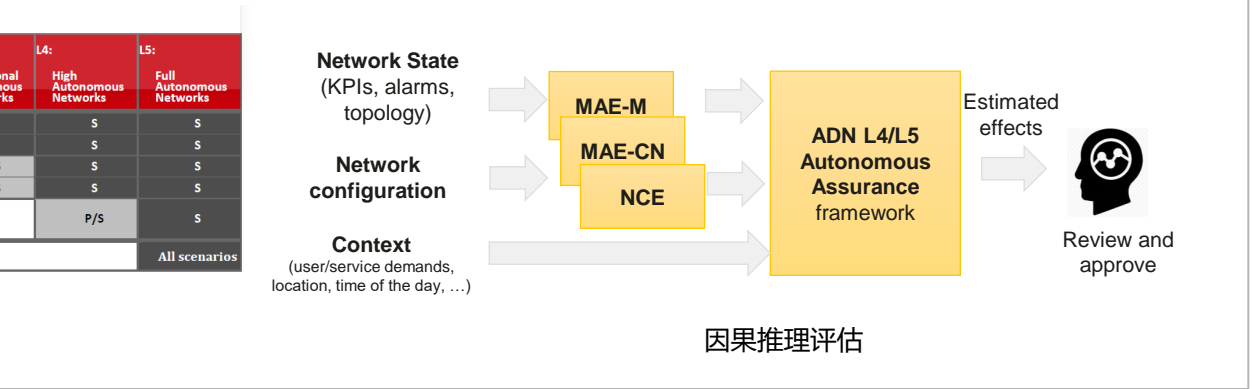 L4:
L5:
High
Autonomous
Networks
Full
Autonomous
Networks
S
S
S
S
S
S
S
S
P/S
S
All scenarios
Network State
(KPIs, alarms,
topology)
Network
configuration
Context
(user/service demands,
location, time of the day, …)
MAE-M
MAE-CN
NCE
ADN L4/L5
Autonomous
Assurance
framework
Estimated
effects
Review and
approve
因果推理评估